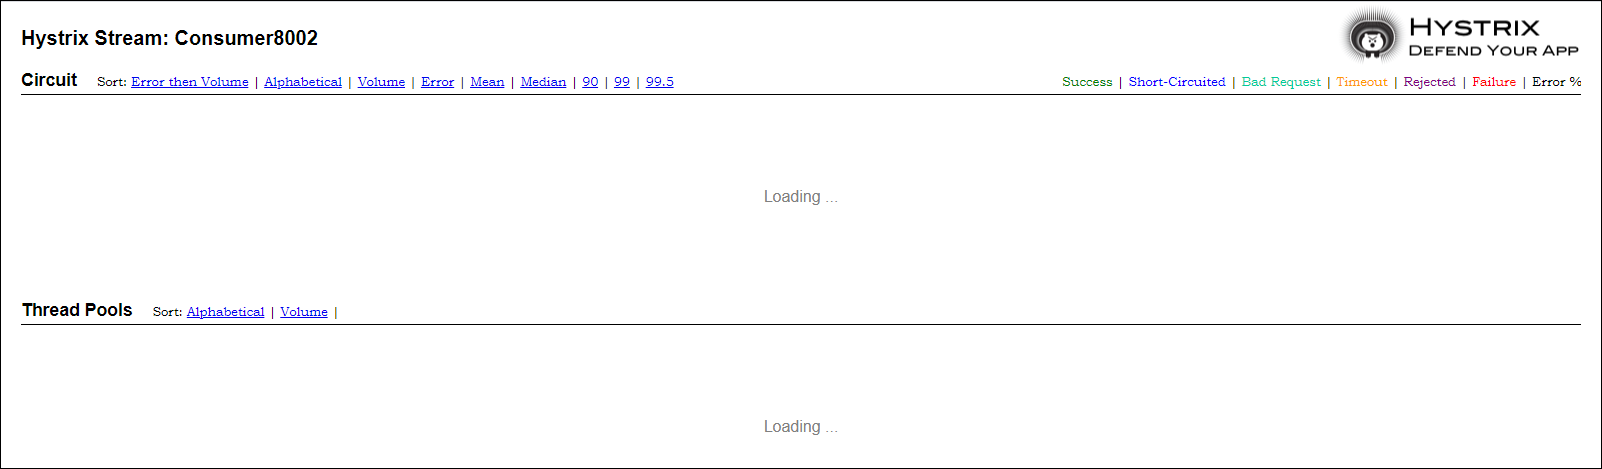 Hystrix Stream: Consumer8002
HYSTRIX
DEFEND YOUR APP
Circuit Sort: Error then Volume | Alphabetical | Volume | Error | Mean | Median | 90 | 99 | 99.5
Success | Short-Circuited | Bad Request | Timeout | Rejected | Failure | Error %
Loading ...
Thread Pools Sort: Alphabetical | Volume |
Loading ...